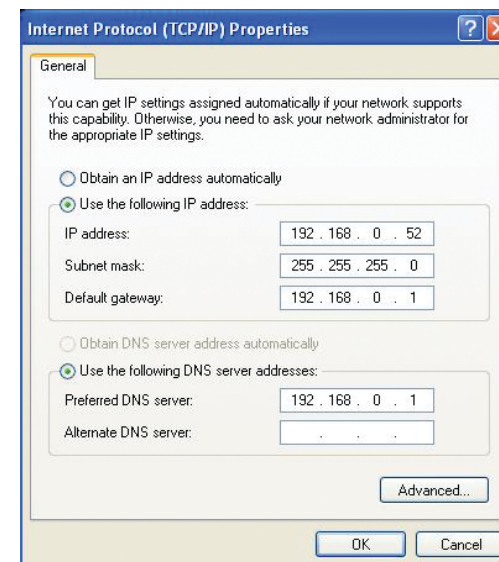 Internet Protocol (TCP/IP) Properties
General
You can get IP settings assigned automatically if your network supports
this capability. Otherwise, you need to ask your network administrator for
the appropriate IP settings.
Obtain an IP address automatically
Use the following IP address:
IP address: 192 . 168 . 0 . 52
Subnet mask: 255 . 255 . 255 . 0
Default gateway: 192 . 168 . 0 . 1
Obtain DNS server address automatically
Use the following DNS server addresses:
Preferred DNS server: 192 . 168 . 0 . 1
Alternate DNS server: . . .
Advanced...
OK Cancel